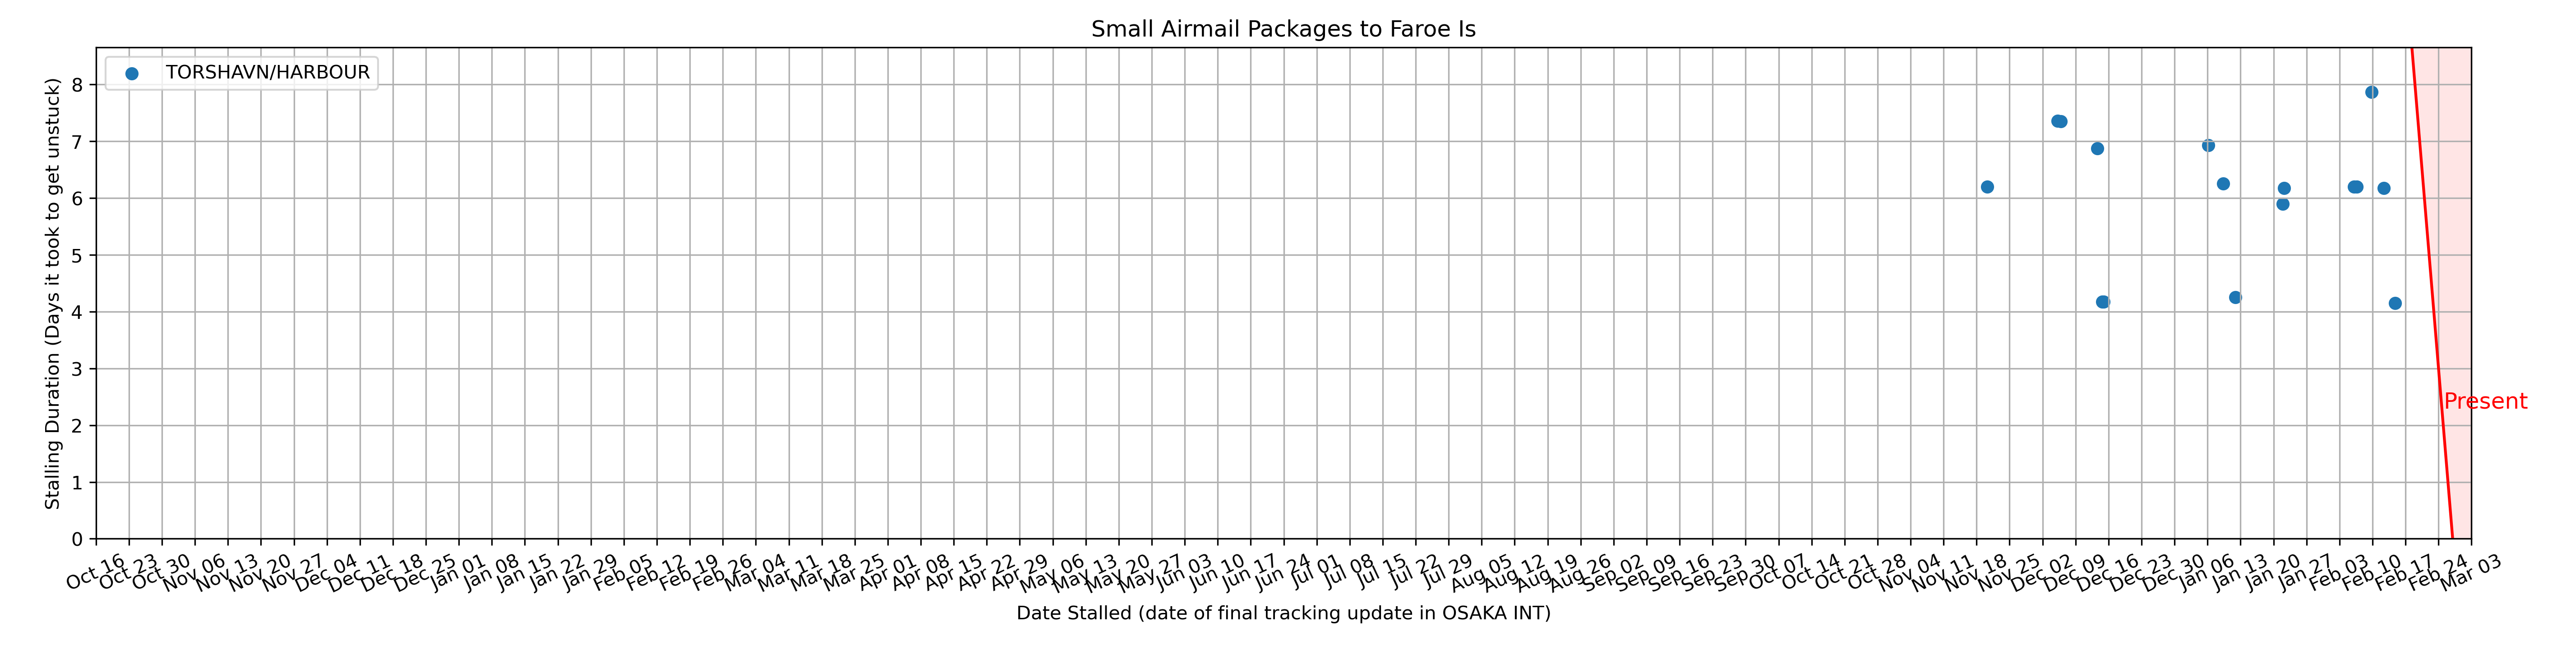 Small Airmail Packages to Faroe Is
TORSHAVN/HARBOUR
Stalling Duration (Days it took to get unstuck)
8
7
6
5
4
3
2
1
0
Present
Oct 16 Oct 23 Oct 30 Nov 06 Nov 13 Nov 20 Nov 27 Dec 04 Dec 11 Dec 18 Dec 25 Jan 01 Jan 08 Jan 15 Jan 22 Jan 29 Feb 05 Feb 12 Feb 19 Feb 26 Mar 04 Mar 11 Mar 18 Mar 25 Apr 01 Apr 08 Apr 15 Apr 22 Apr 29 May 06 May 13 May 20 May 27 Jun 03 Jun 10 Jun 17 Jun 24 Jul 01 Jul 08 Jul 15 Jul 22 Jul 29 Aug 05 Aug 12 Aug 19 Aug 26 Sep 02 Sep 09 Sep 16 Sep 23 Sep 30 Oct 07 Oct 14 Oct 21 Oct 28 Nov 04 Nov 11 Nov 18 Nov 25 Dec 02 Dec 09 Dec 16 Dec 23 Dec 30 Jan 06 Jan 13 Jan 20 Jan 27 Feb 03 Feb 10 Feb 17 Feb 24 Mar 03
Date Stalled (date of final tracking update in OSAKA INT)